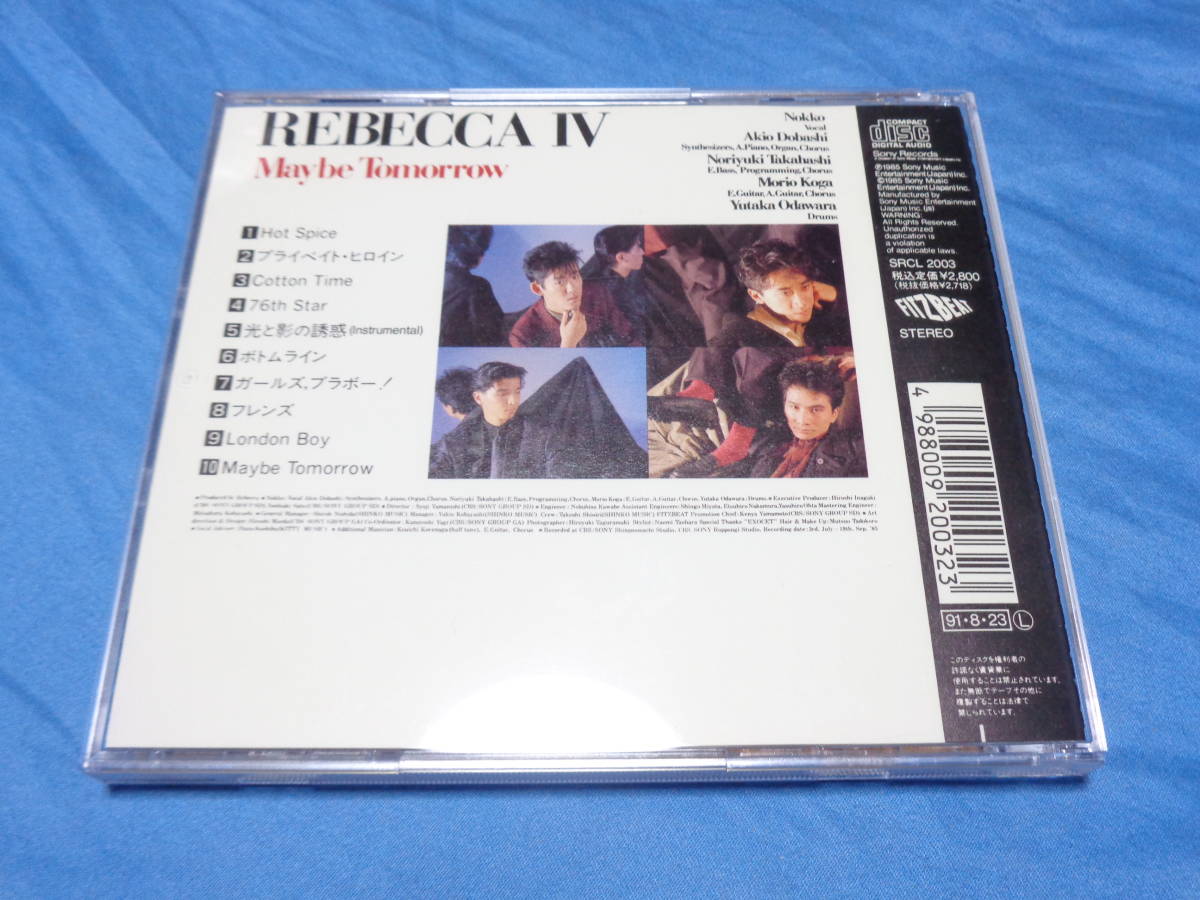 REBECCA IV
Maybe Tomorrow
Nokko
Vocal
Akio Dobashi
Synthesizers, A.Piano, Organ, Chorus
Noriyuki Takahashi
E.Bass, Programming, Chorus
Morio Koga
E.Guitar, A.Guitar, Chorus
Yutaka Odawara
Drums
1 Hot Spice
2 プライベイト・ヒロイン
3 Cotton Time
4 76th Star
5 光と影の誘惑 (Instrumental)
6 ボトムライン
7 ガールズ,ブラボー!
8 フレンズ
9 London Boy
10 Maybe Tomorrow
COMPACT
disc
DIGITAL AUDIO
Sony Records
℗1985 Sony Music
Entertainment (Japan) Inc.
©1985 Sony Music
Entertainment (Japan) Inc.
Manufactured by
Sony Music Entertainment
(Japan) Inc. (js)
WARNING:
All Rights Reserved.
Unauthorized
duplication is
a violation
of applicable laws.
SRCL 2003
税込定価¥2,800
(税抜価格¥2,718)
FITZBEAT
STEREO
4 988009 200323
91・8・23 L
このディスクを権利者の
許諾なく賃貸業に
使用することは禁止されています。
また無断でテープその他に
複製することは法律で
禁じられています。